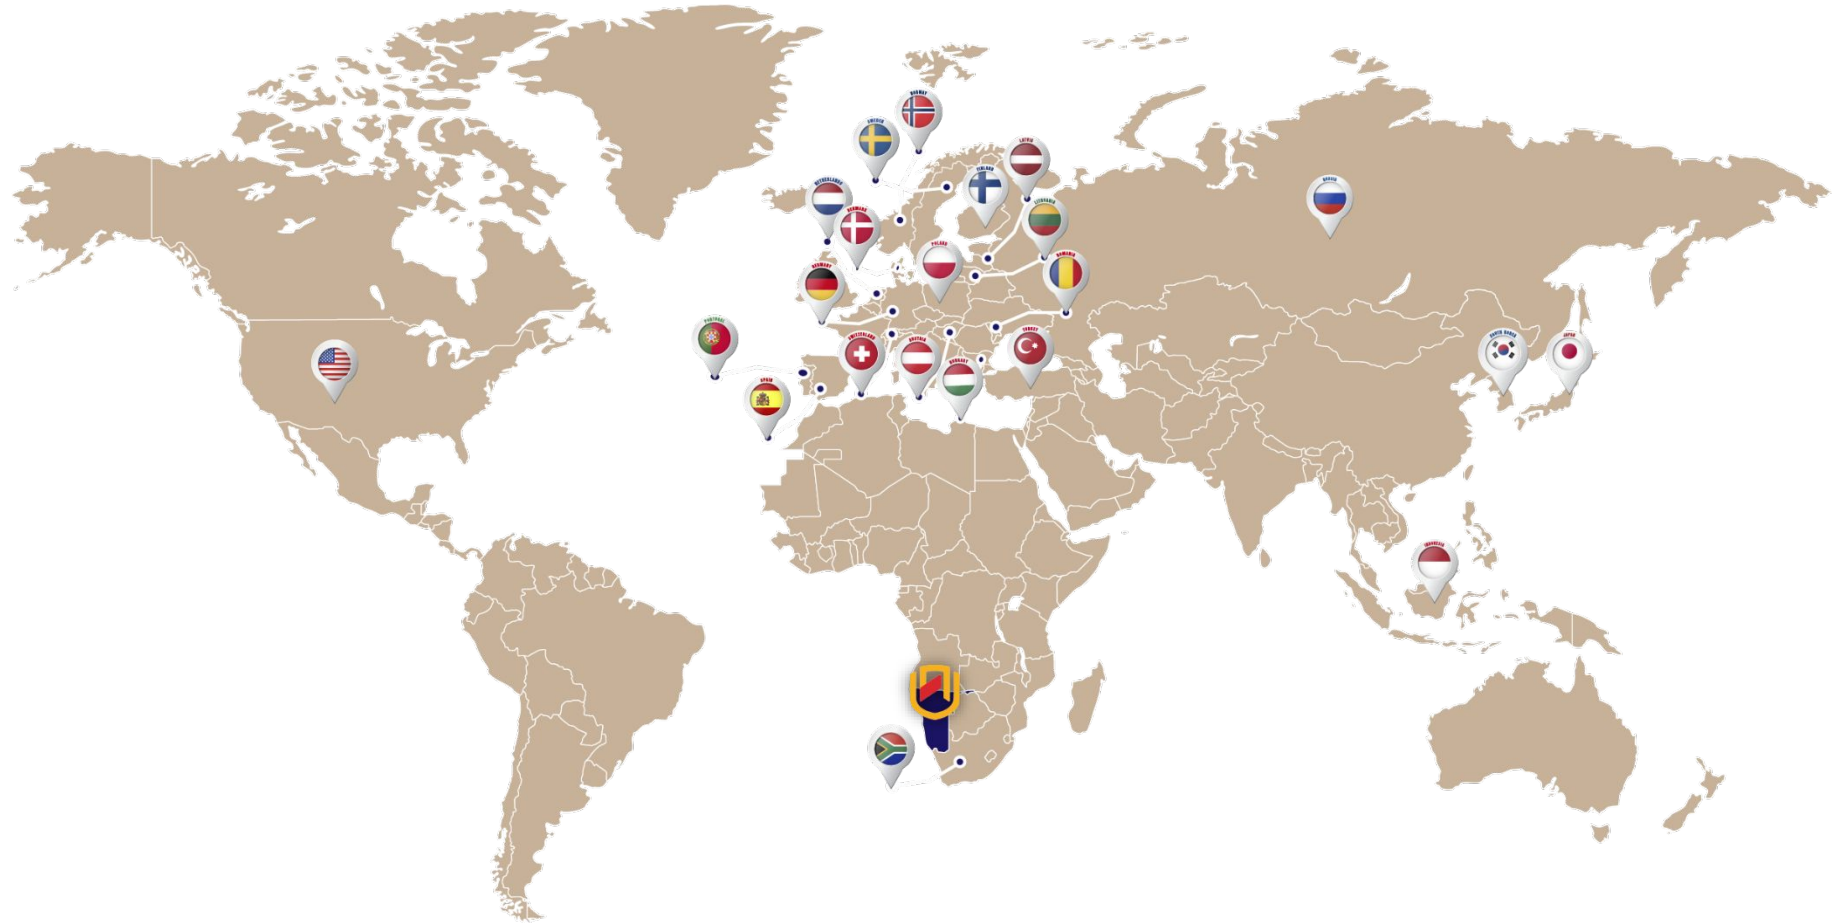 NORWAY
SWEDEN
LATVIA
FINLAND
NETHERLANDS
RUSSIA
LITHUANIA
DENMARK
POLAND
ROMANIA
GERMANY
PORTUGAL
SWITZERLAND
AUSTRIA
TURKEY
SOUTH KOREA
JAPAN
HUNGARY
SPAIN
INDONESIA